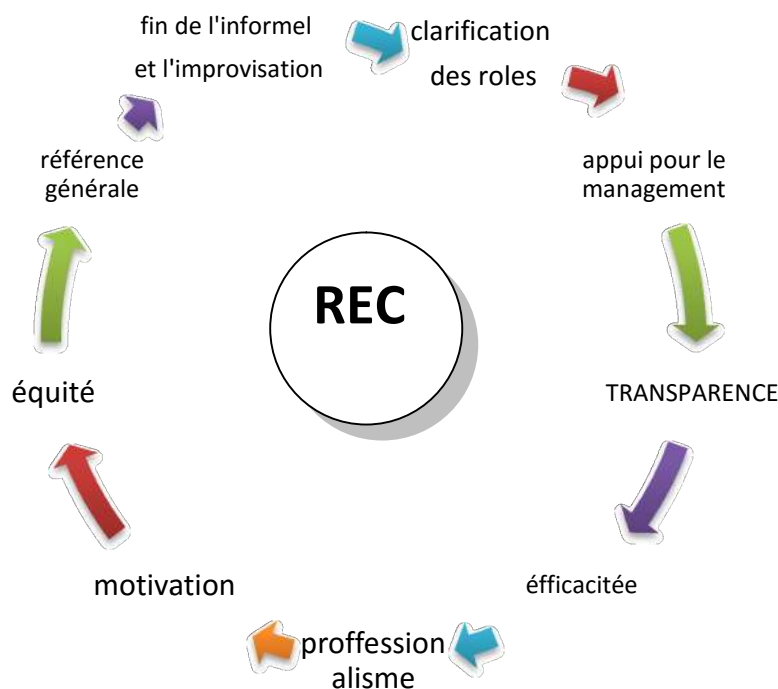 fin de l'informel
et l'improvisation
clarification
des roles
appui pour le
management
TRANSPARENCE
éfficacitée
proffession
alisme
motivation
équité
référence
générale
REC